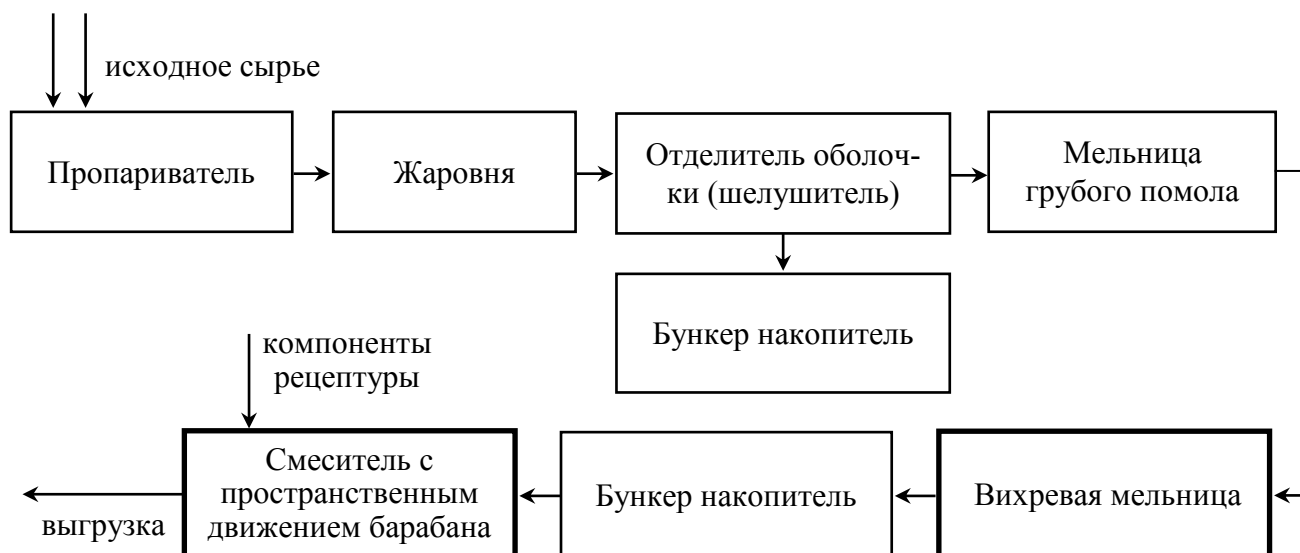 исходное сырье
Пропариватель
Жаровня
Отделитель оболоч-
ки (шелушитель)
Мельница
грубого помола
Бункер накопитель
компоненты
рецептуры
Смеситель с
пространственным
движением барабана
Бункер накопитель
Вихревая мельница
выгрузка